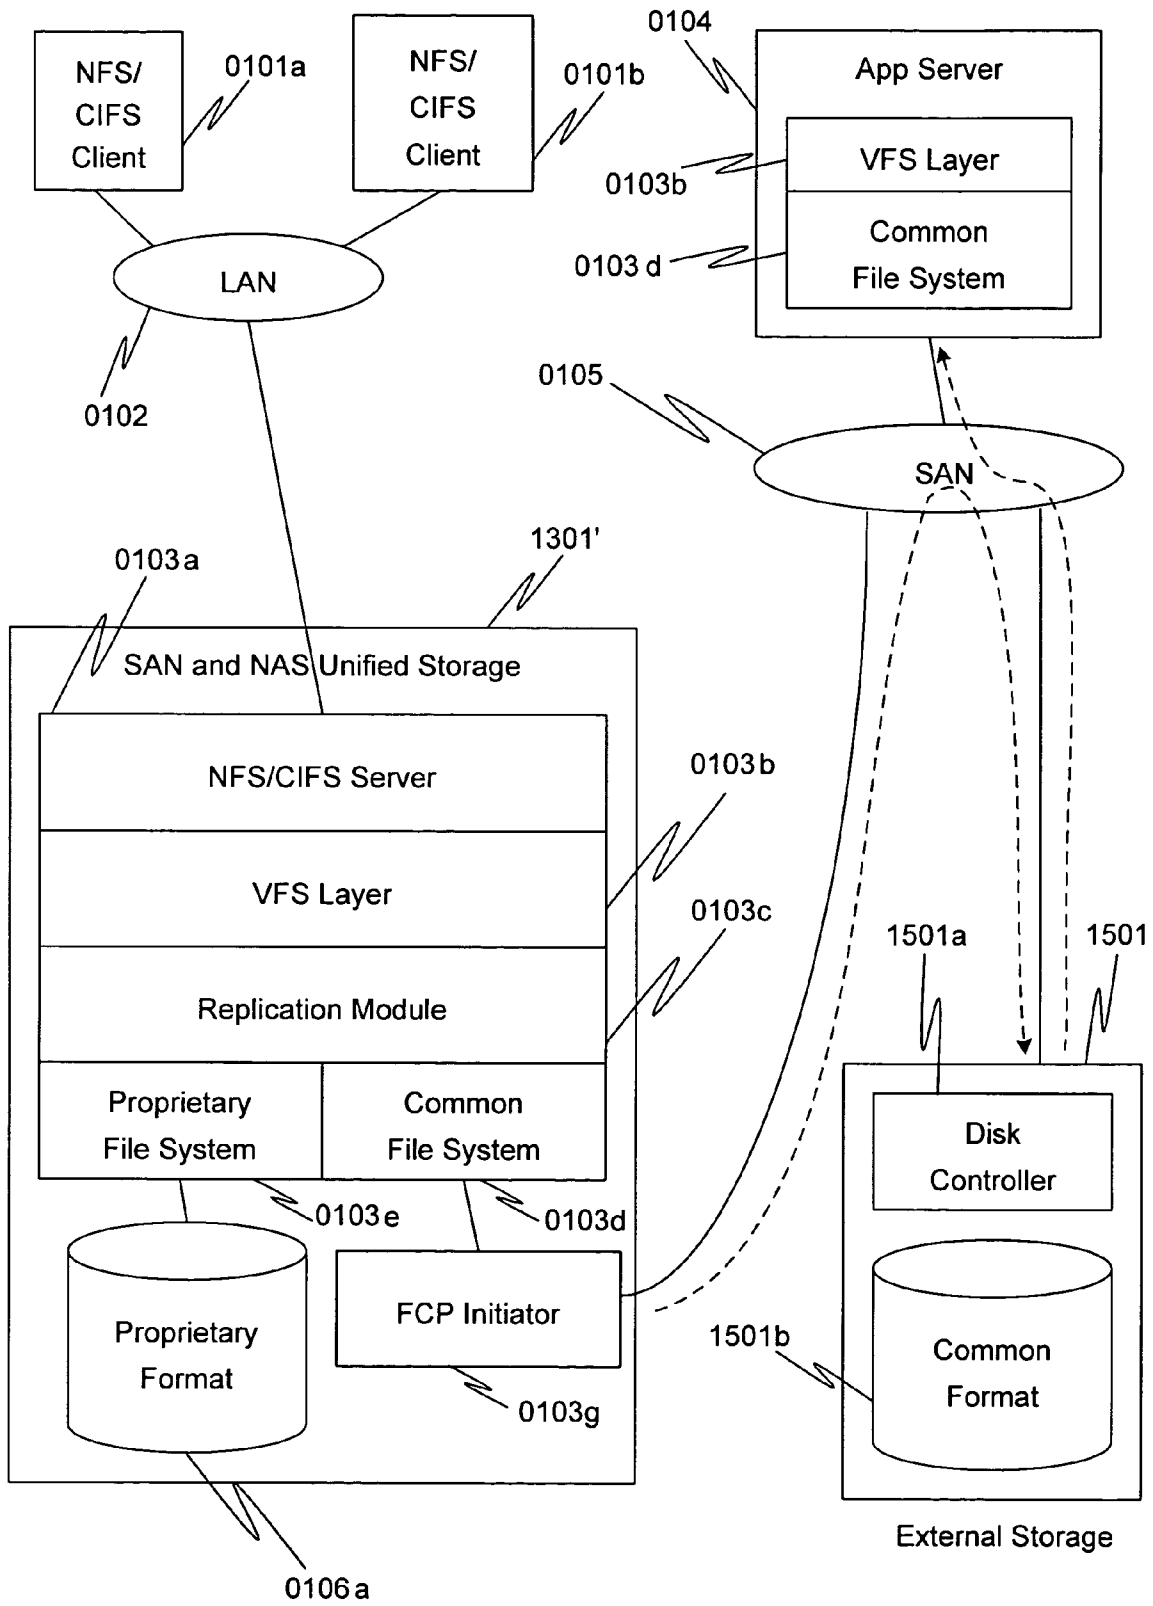 NFS/
CIFS
Client
0101a
NFS/
CIFS
Client
0101b
0104
App Server
VFS Layer
0103b
Common
File System
0103d
LAN
0102
0105
SAN
0103a
1301'
SAN and NAS Unified Storage
NFS/CIFS Server
0103b
VFS Layer
0103c
Replication Module
Proprietary
File System
Common
File System
0103e
0103d
Proprietary
Format
FCP Initiator
0103g
0106a
1501a
1501
Disk
Controller
1501b
Common
Format
External Storage